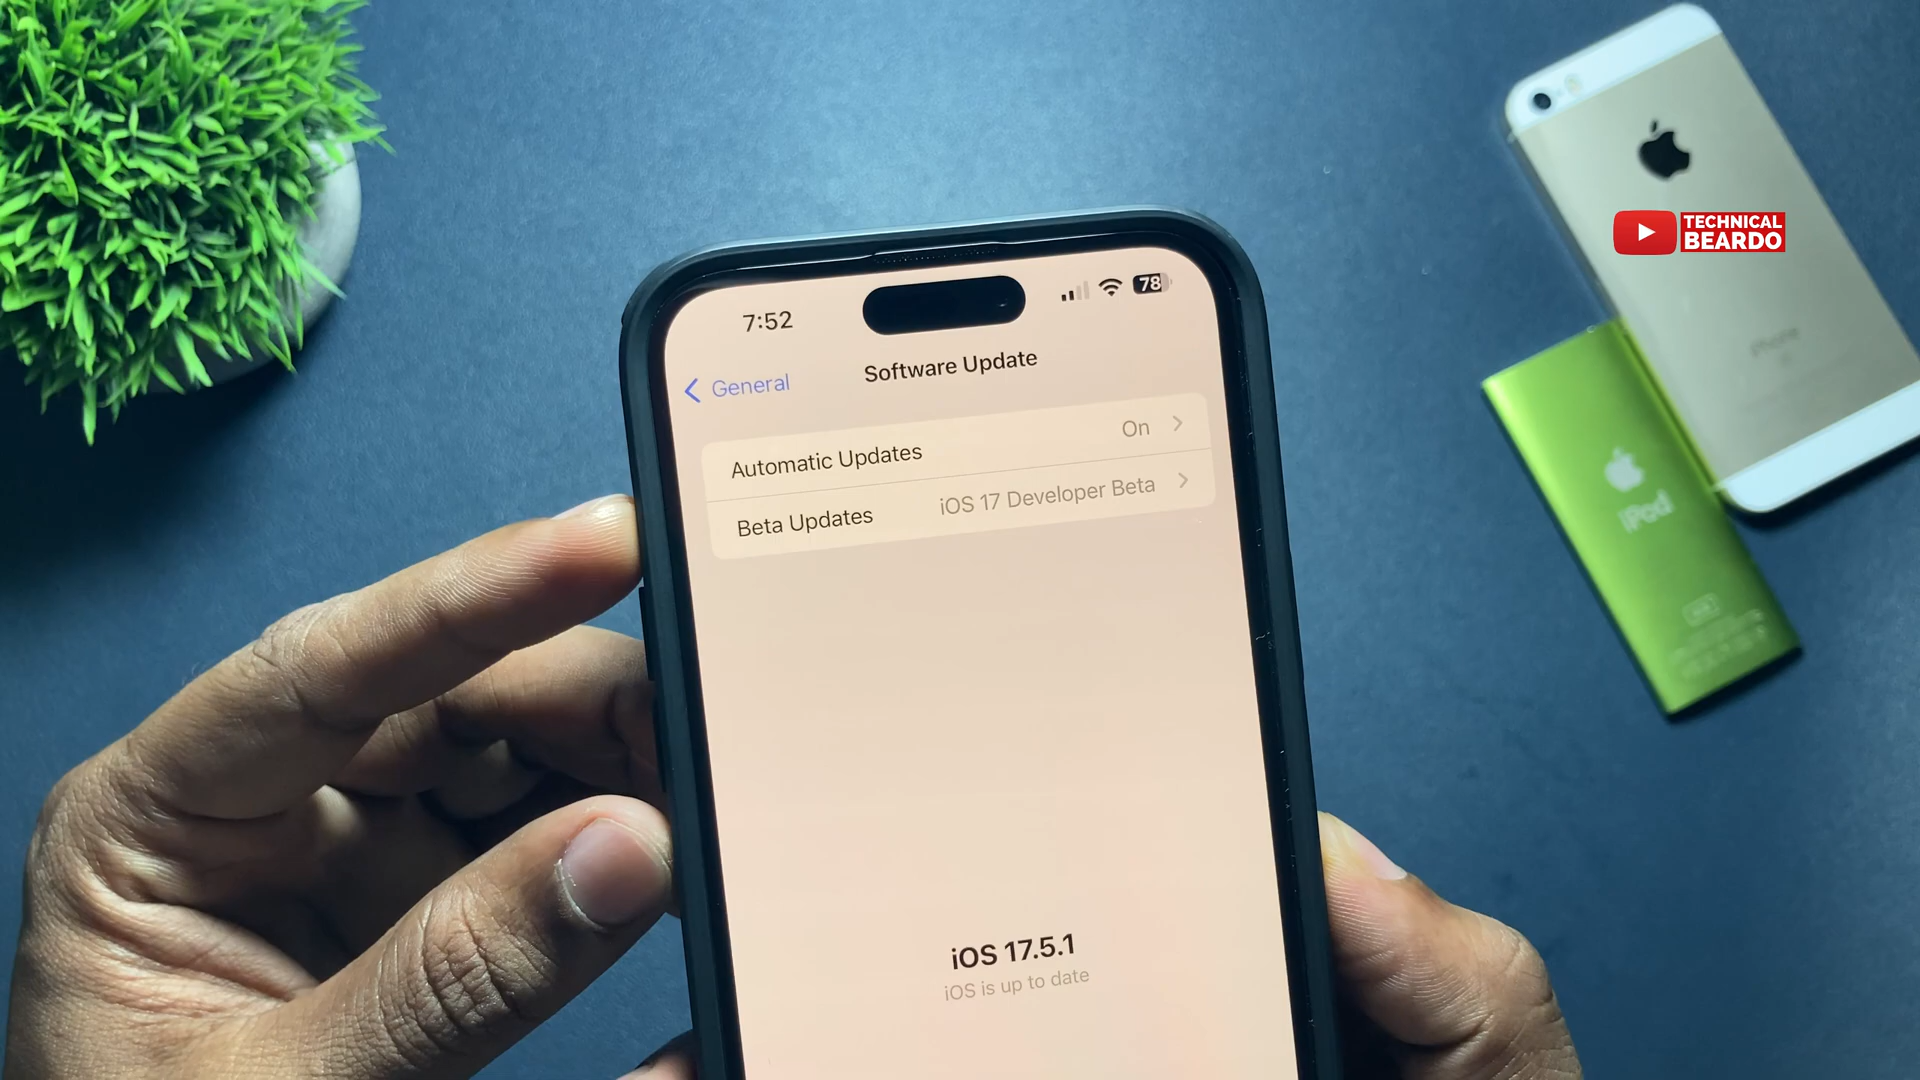 7:52
78
General
Software Update
Automatic Updates
On
Beta Updates
iOS 17 Developer Beta
iOS 17.5.1
iOS is up to date
TECHNICAL
BEARDO
iPhone
iPod